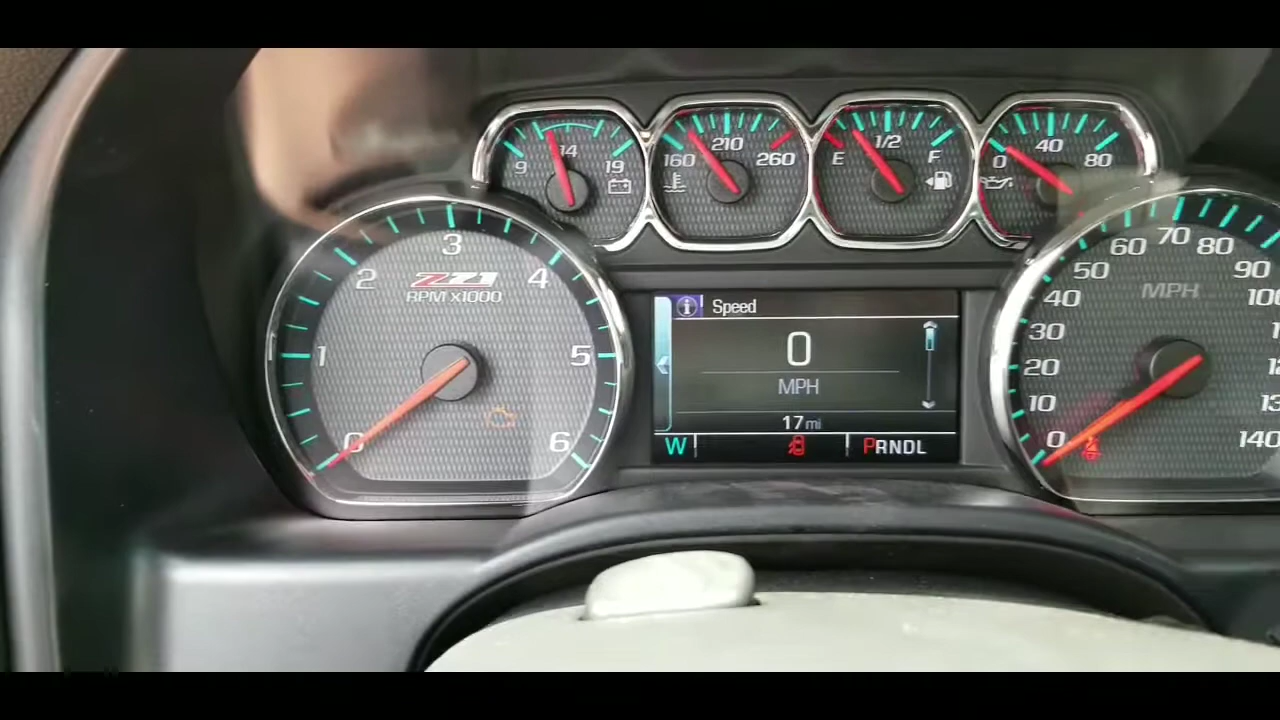 9 14 19
160 210 260
E 1/2 F
0 40 80
1 2 3 4 5 6
0
Z71
RPM X1000
Speed
0
MPH
17 mi
W
PRNDL
0 10 20 30 40 50 60 70 80 90
140
MPH